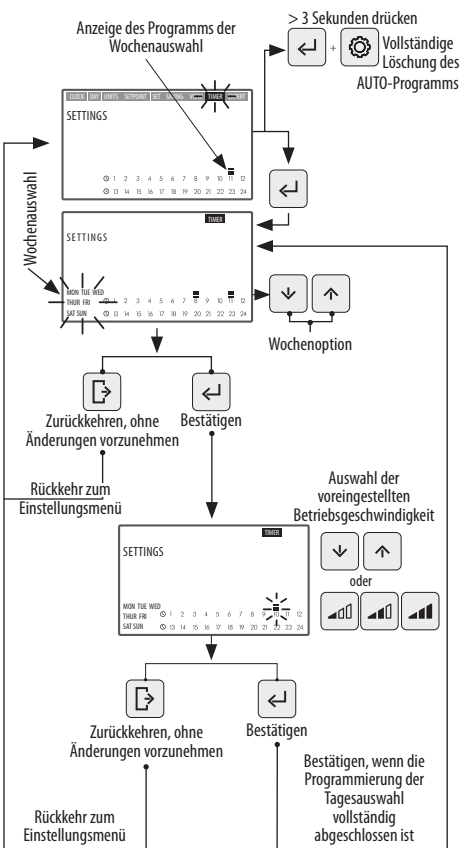 > 3 Sekunden drücken
Anzeige des Programms der
Wochenauswahl
+
Vollständige
Löschung des
AUTO-Programms
CLOCK DAY UNITS SETPOINT SET TIMER
SETTINGS
1 2 3 4 5 6 7 8 9 10 11 12
13 14 15 16 17 18 19 20 21 22 23 24
Wochenauswahl
TIMER
SETTINGS
MON TUE WED
THUR FRI 2 3 4 5 6 7 8 9 10 11 12
SAT SUN 13 14 15 16 17 18 19 20 21 22 23 24
Wochenoption
Zurückkehren, ohne
Änderungen vorzunehmen
Bestätigen
Rückkehr zum
Einstellungsmenü
Auswahl der
voreingestellten
Betriebsgeschwindigkeit
oder
TIMER
SETTINGS
MON TUE WED
THUR FRI 1 2 3 4 5 6 7 8 9 10 11 12
SAT SUN 13 14 15 16 17 18 19 20 21 22 23 24
Zurückkehren, ohne
Änderungen vorzunehmen
Bestätigen
Bestätigen, wenn die
Programmierung der
Tagesauswahl
vollständig
abgeschlossen ist
Rückkehr zum
Einstellungsmenü